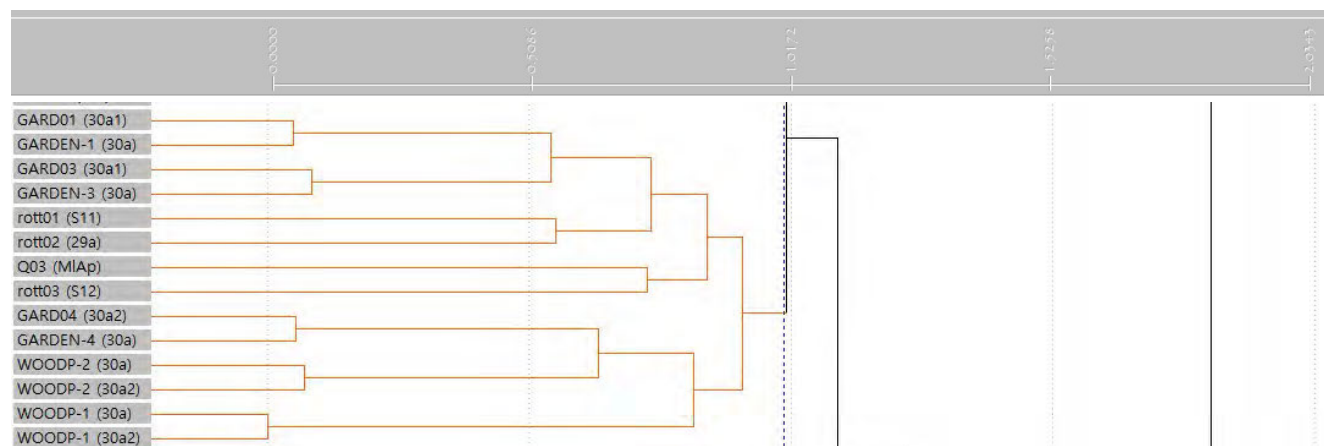 0.0000
0.5086
1.0172
1.5258
2.0343
GARD01 (30a1)
GARDEN-1 (30a)
GARD03 (30a1)
GARDEN-3 (30a)
rott01 (S11)
rott02 (29a)
Q03 (MlAp)
rott03 (S12)
GARD04 (30a2)
GARDEN-4 (30a)
WOODP-2 (30a)
WOODP-2 (30a2)
WOODP-1 (30a)
WOODP-1 (30a2)